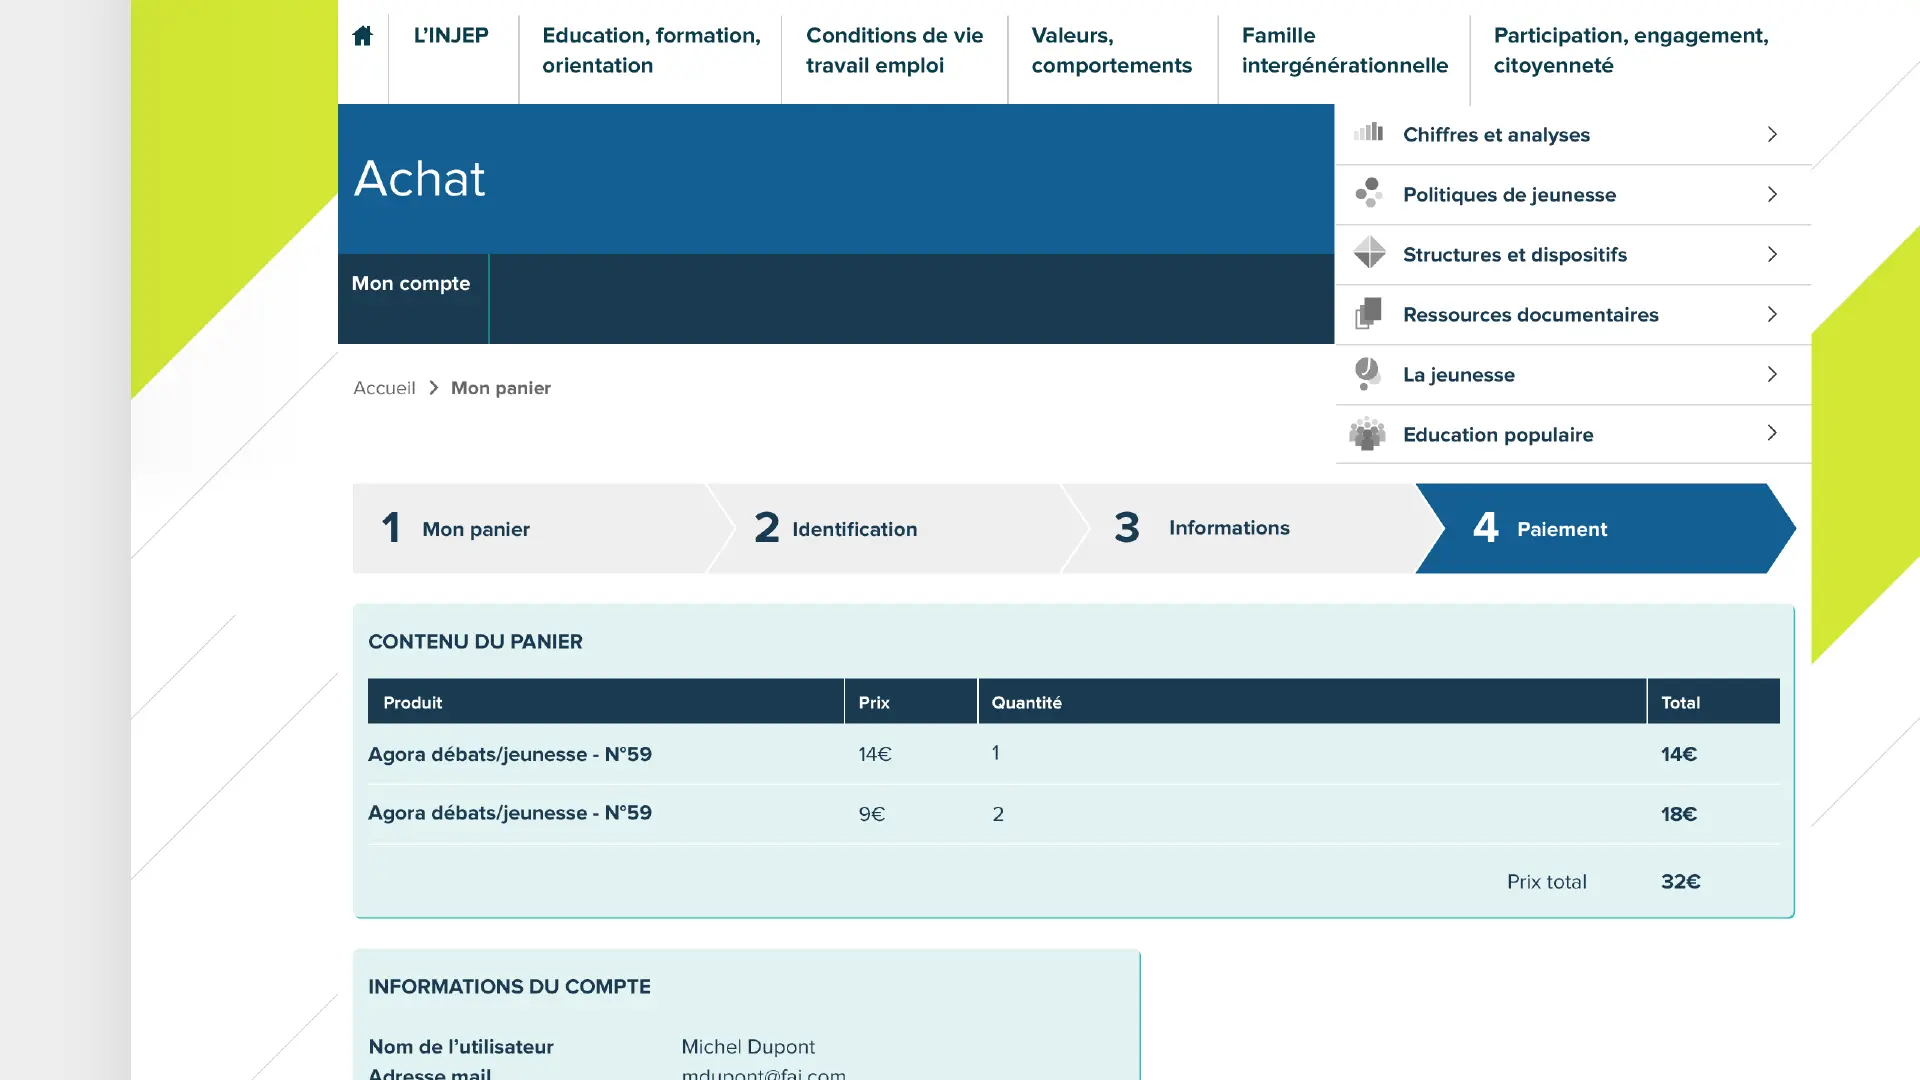 L'INJEP
Education, formation,
orientation
Conditions de vie
travail emploi
Valeurs,
comportements
Famille
intergénérationnelle
Participation, engagement,
citoyenneté
Achat
Mon compte
Chiffres et analyses
Politiques de jeunesse
Structures et dispositifs
Ressources documentaires
La jeunesse
Education populaire
Accueil > Mon panier
1 Mon panier
2 Identification
3 Informations
4 Paiement
CONTENU DU PANIER
Produit Prix Quantité Total
Agora débats/jeunesse - N°59 14€ 1 14€
Agora débats/jeunesse - N°59 9€ 2 18€
Prix total 32€
INFORMATIONS DU COMPTE
Nom de l'utilisateur Michel Dupont
Adresse mail mdupont@fai.com